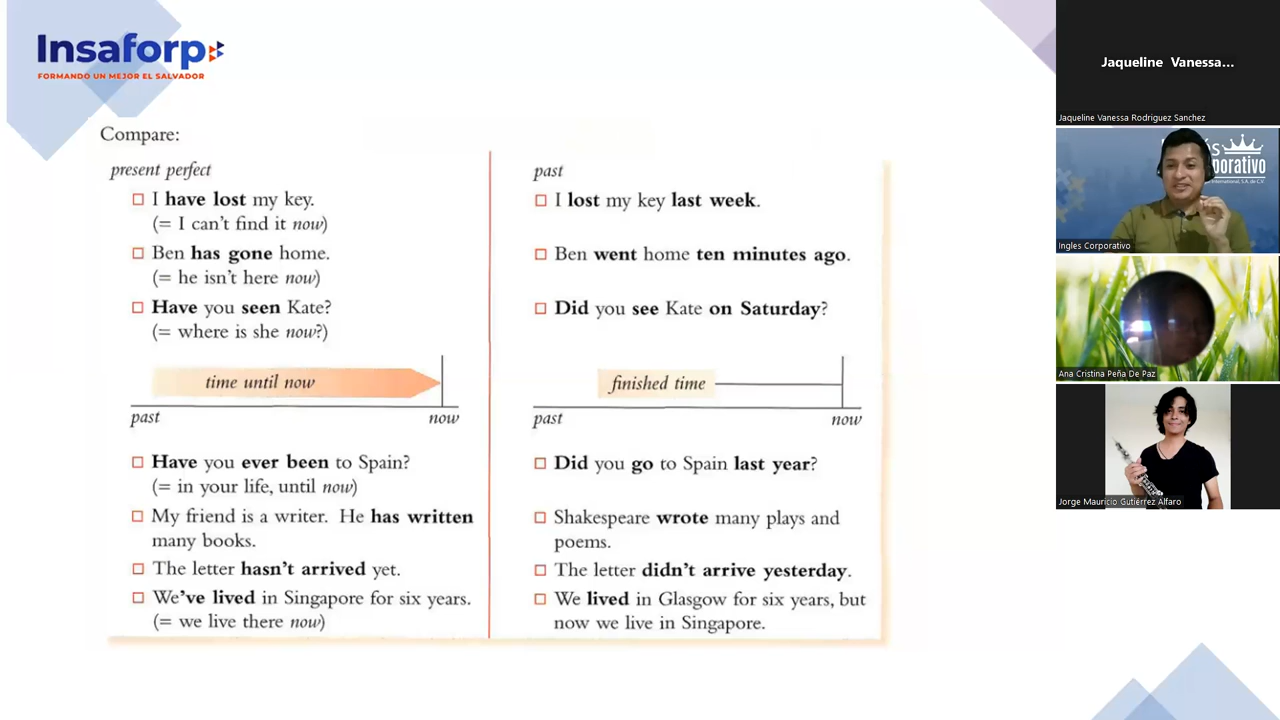 Insaforp
FORMANDO UN MEJOR EL SALVADOR
Compare:
present perfect
I have lost my key.
(= I can't find it now)
Ben has gone home.
(= he isn't here now)
Have you seen Kate?
(= where is she now?)
time until now
past now
Have you ever been to Spain?
(= in your life, until now)
My friend is a writer. He has written
many books.
The letter hasn't arrived yet.
We've lived in Singapore for six years.
(= we live there now)
past
I lost my key last week.
Ben went home ten minutes ago.
Did you see Kate on Saturday?
finished time
past now
Did you go to Spain last year?
Shakespeare wrote many plays and
poems.
The letter didn't arrive yesterday.
We lived in Glasgow for six years, but
now we live in Singapore.
Jaqueline Vanessa...
Jaqueline Vanessa Rodriguez Sanchez
International, S.A. de C.V.
Ingles Corporativo
Ana Cristina Peña De Paz
Jorge Mauricio Gutiérrez Alfaro